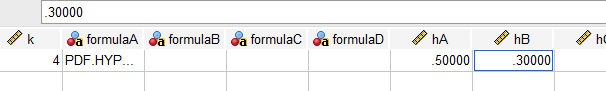 .30000
k formulaA formulaB formulaC formulaD hA hB
4 PDF.HYP... .50000 .30000